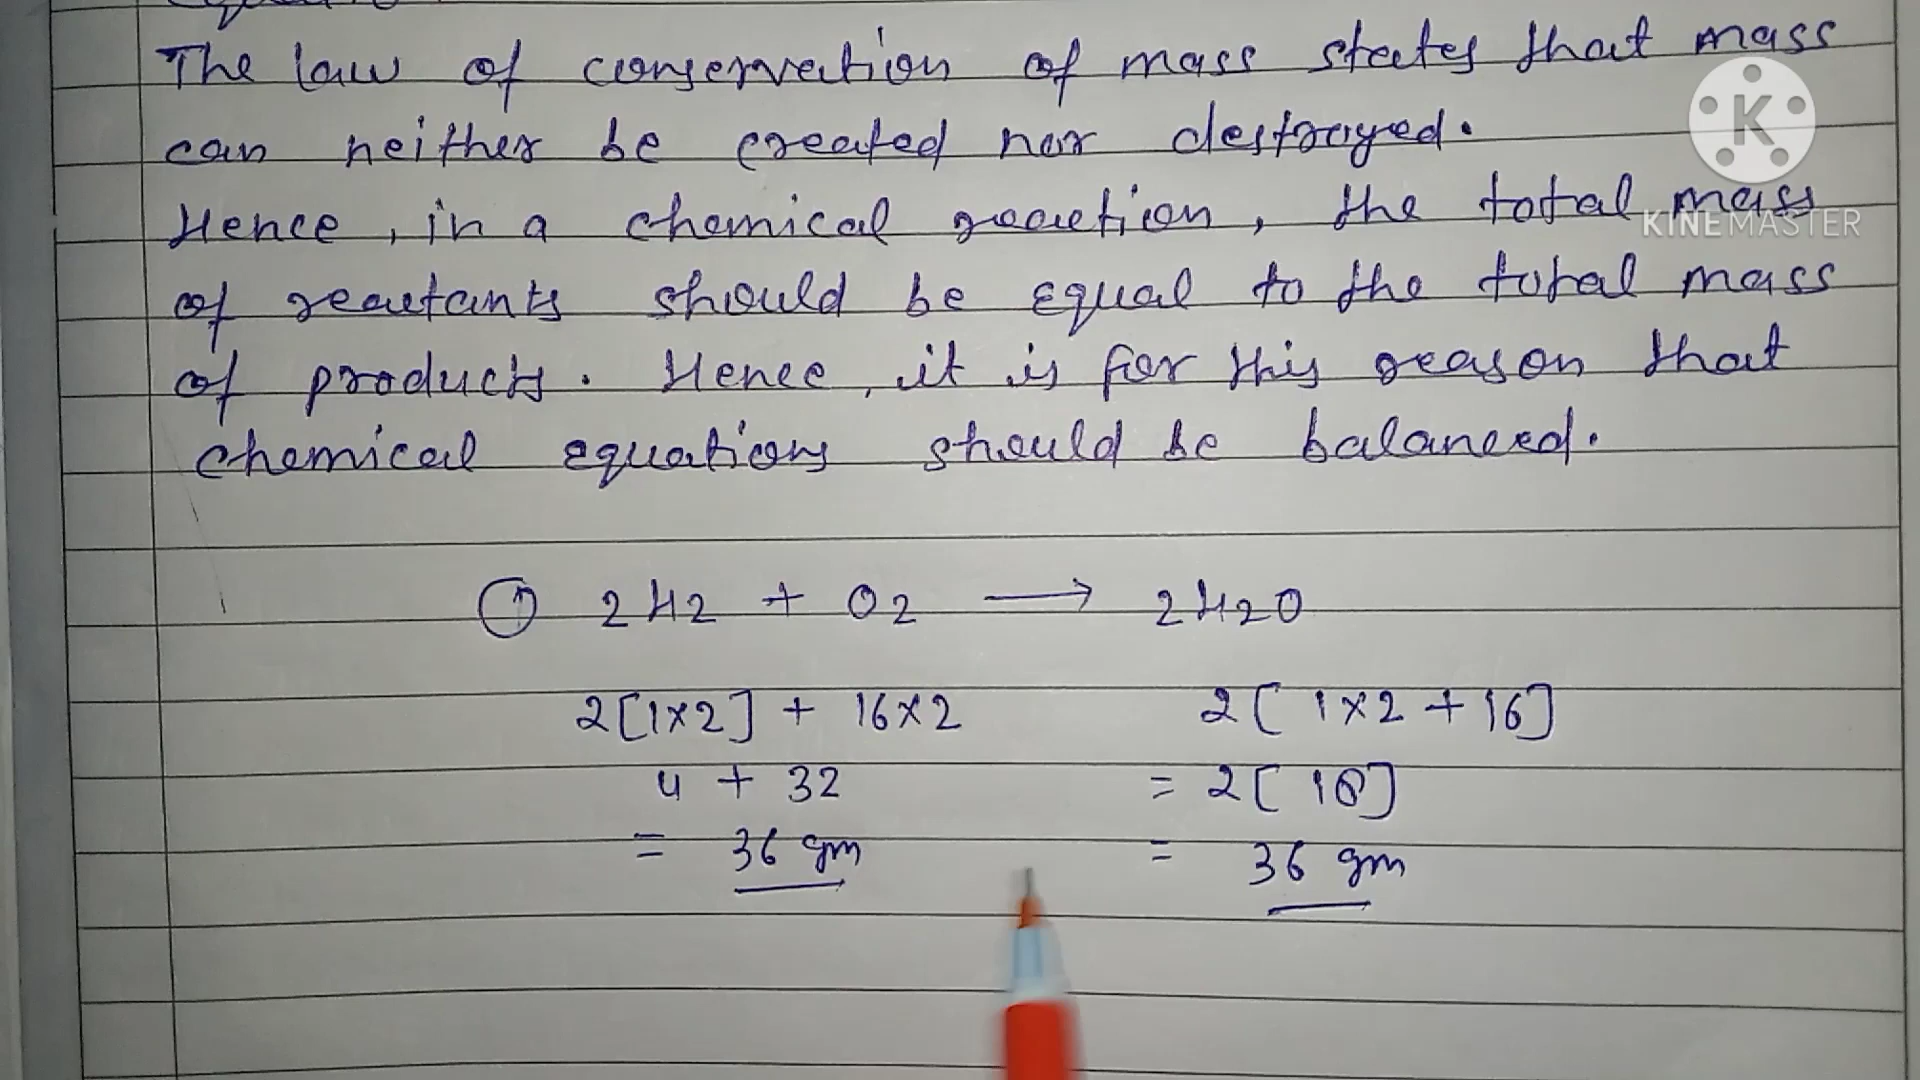 The law of conservation of mass states that mass
can neither be created nor destroyed.
Hence, in a chemical reaction, the total mass
of reactants should be equal to the total mass
of products. Hence, it is for this reason that
chemical equations should be balanced.
① 2H2 + O2 → 2H2O
2[1×2] + 16×2 2[1×2+16]
4 + 32 = 2[18]
= 36 gm = 36 gm
K
KINEMASTER